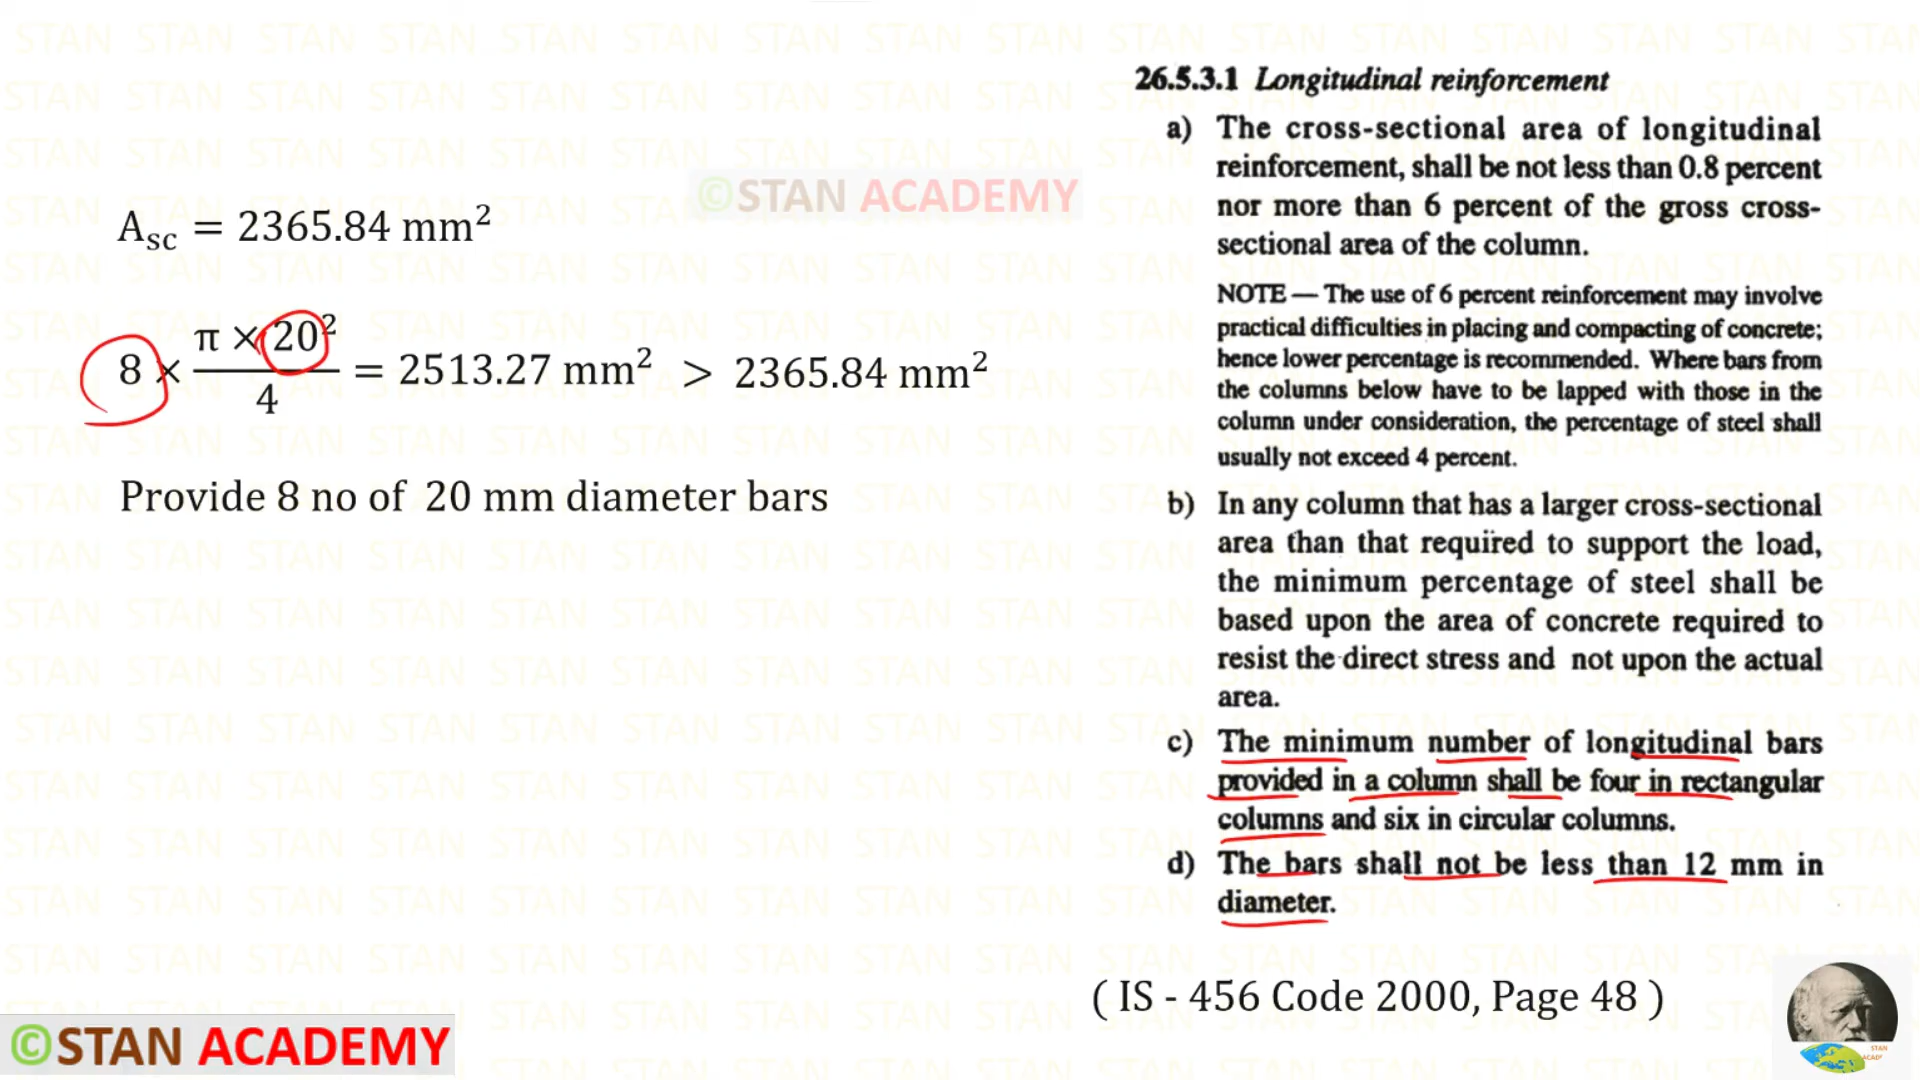 ©STAN ACADEMY
A_sc = 2365.84 mm²
8 × π × 20² / 4 = 2513.27 mm² > 2365.84 mm²
Provide 8 no of 20 mm diameter bars
26.5.3.1 Longitudinal reinforcement
a) The cross-sectional area of longitudinal
reinforcement, shall be not less than 0.8 percent
nor more than 6 percent of the gross cross-
sectional area of the column.
NOTE — The use of 6 percent reinforcement may involve
practical difficulties in placing and compacting of concrete;
hence lower percentage is recommended. Where bars from
the columns below have to be lapped with those in the
column under consideration, the percentage of steel shall
usually not exceed 4 percent.
b) In any column that has a larger cross-sectional
area than that required to support the load,
the minimum percentage of steel shall be
based upon the area of concrete required to
resist the direct stress and not upon the actual
area.
c) The minimum number of longitudinal bars
provided in a column shall be four in rectangular
columns and six in circular columns.
d) The bars shall not be less than 12 mm in
diameter.
( IS - 456 Code 2000, Page 48 )
©STAN ACADEMY
STAN